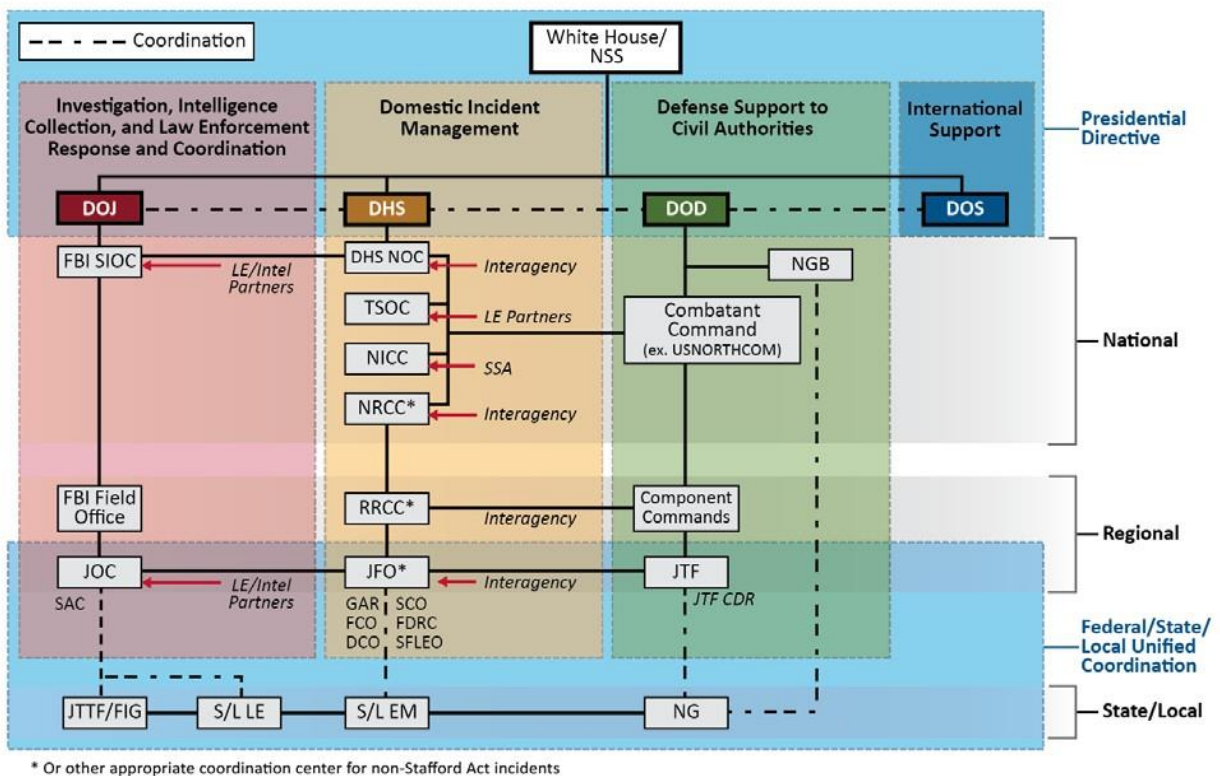 Coordination
White House/
NSS
Investigation, Intelligence
Collection, and Law Enforcement
Response and Coordination
Domestic Incident
Management
Defense Support to
Civil Authorities
International
Support
Presidential
Directive
DOJ
DHS
DOD
DOS
FBI SIOC
LE/Intel
Partners
DHS NOC
Interagency
NGB
TSOC
LE Partners
Combatant
Command
(ex. USNORTHCOM)
National
NICC
SSA
NRCC*
Interagency
FBI Field
Office
RRCC*
Interagency
Component
Commands
Regional
JOC
LE/Intel
Partners
JFO*
Interagency
JTF
SAC
GAR SCO
FCO FDRC
DCO SFLEO
JTF CDR
Federal/State/
Local Unified
Coordination
JTTF/FIG
S/L LE
S/L EM
NG
State/Local
* Or other appropriate coordination center for non-Stafford Act incidents